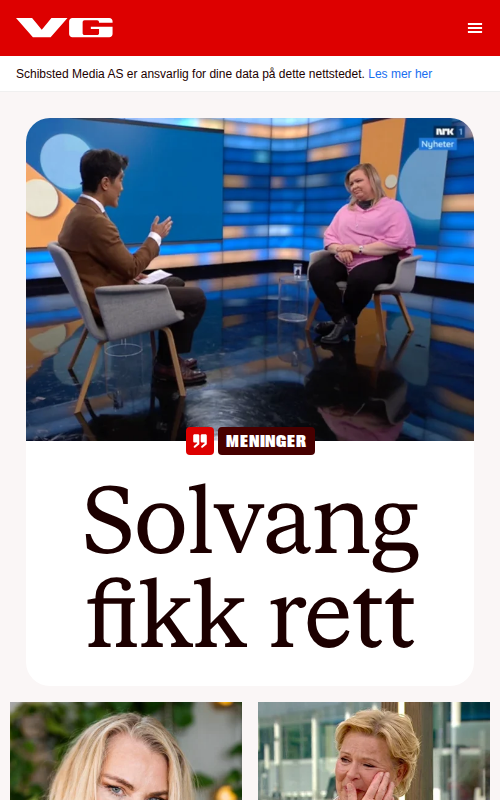 VG
Schibsted Media AS er ansvarlig for dine data på dette nettstedet. Les mer her
NRK 1
Nyheter
MENINGER
Solvang
fikk rett